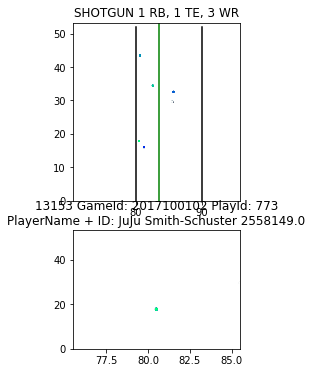 SHOTGUN 1 RB, 1 TE, 3 WR
50
40
30
20
10
0
80 90
13153 GameId: 2017100102 PlayId: 773
PlayerName + ID: JuJu Smith-Schuster 2558149.0
40
20
0
77.5 80.0 82.5 85.0